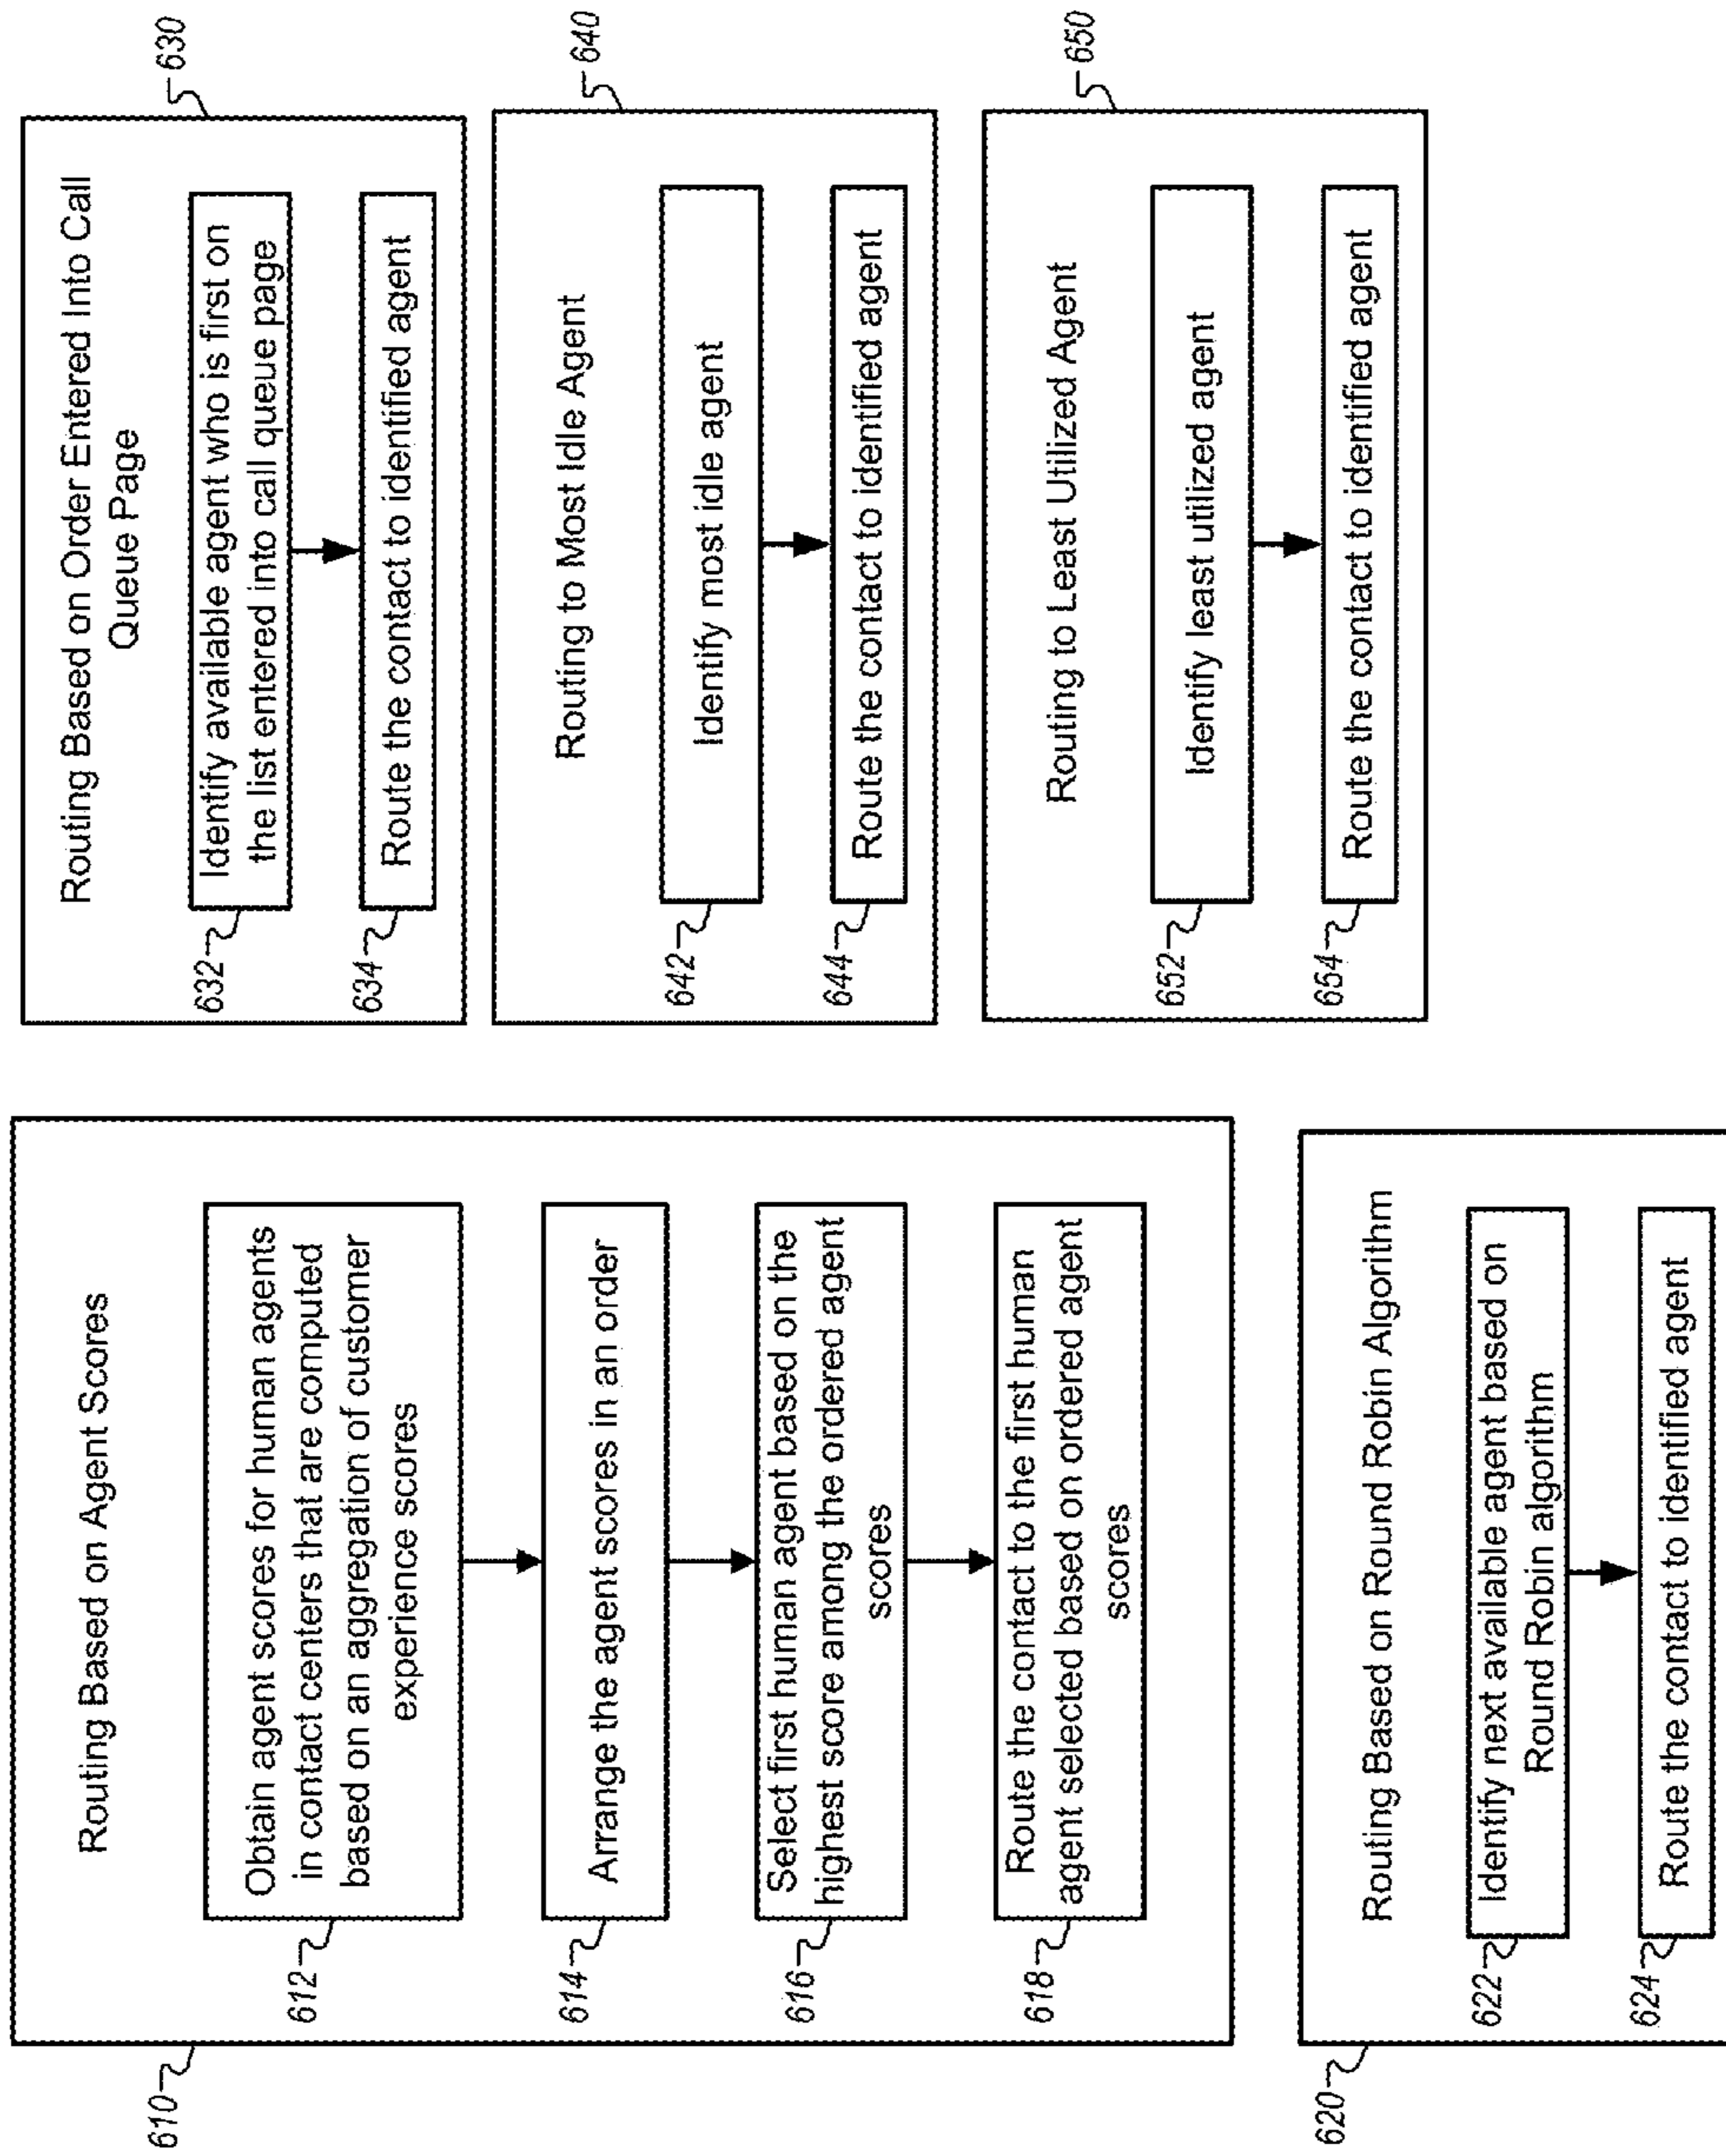 610
Routing Based on Agent Scores
612
Obtain agent scores for human agents
in contact centers that are computed
based on an aggregation of customer
experience scores
614
Arrange the agent scores in an order
616
Select first human agent based on the
highest score among the ordered agent
scores
618
Route the contact to the first human
agent selected based on ordered agent
scores
620
Routing Based on Round Robin Algorithm
622
Identify next available agent based on
Round Robin algorithm
624
Route the contact to identified agent
630
Routing Based on Order Entered Into Call
Queue Page
632
Identify available agent who is first on
the list entered into call queue page
634
Route the contact to identified agent
640
Routing to Most Idle Agent
642
Identify most idle agent
644
Route the contact to identified agent
650
Routing to Least Utilized Agent
652
Identify least utilized agent
654
Route the contact to identified agent